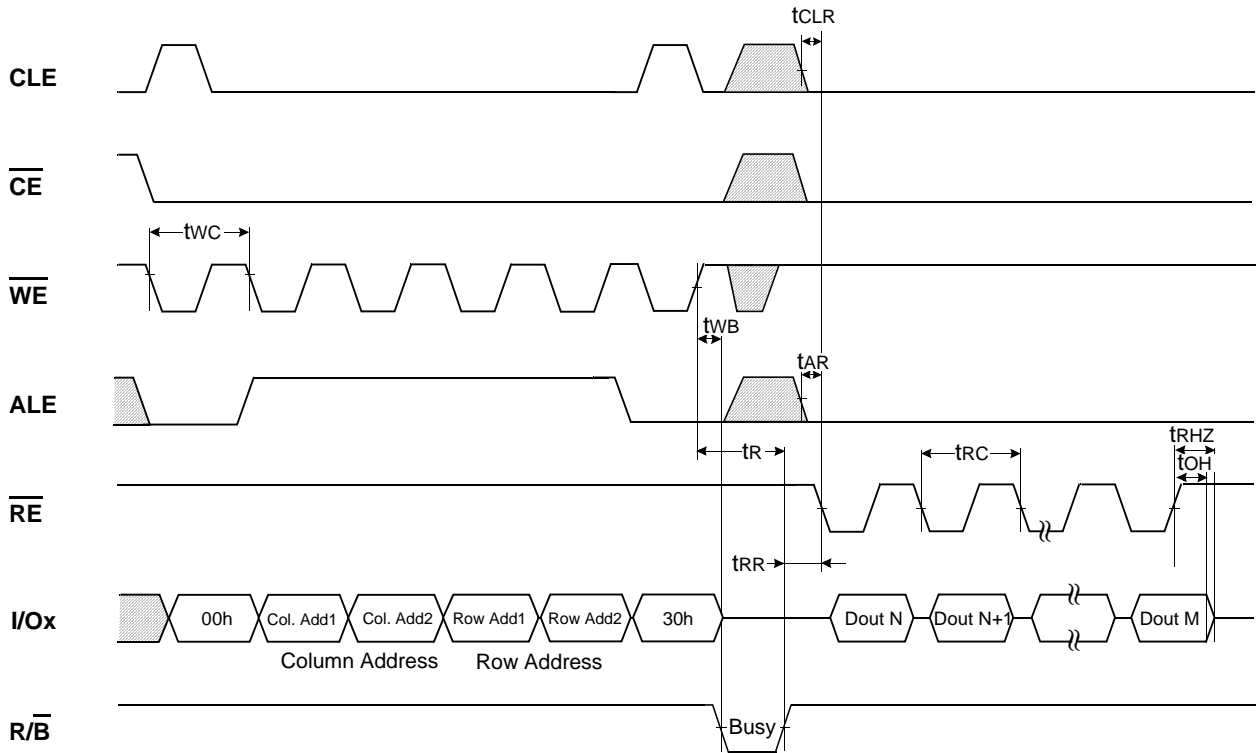 tCLR
CLE
CE
tWC
WE
tWB
tAR
ALE
tR
tRC
tRHZ
tOH
RE
tRR
I/Ox
00h
Col. Add1
Col. Add2
Row Add1
Row Add2
30h
Dout N
Dout N+1
Dout M
Column Address
Row Address
R/B
Busy